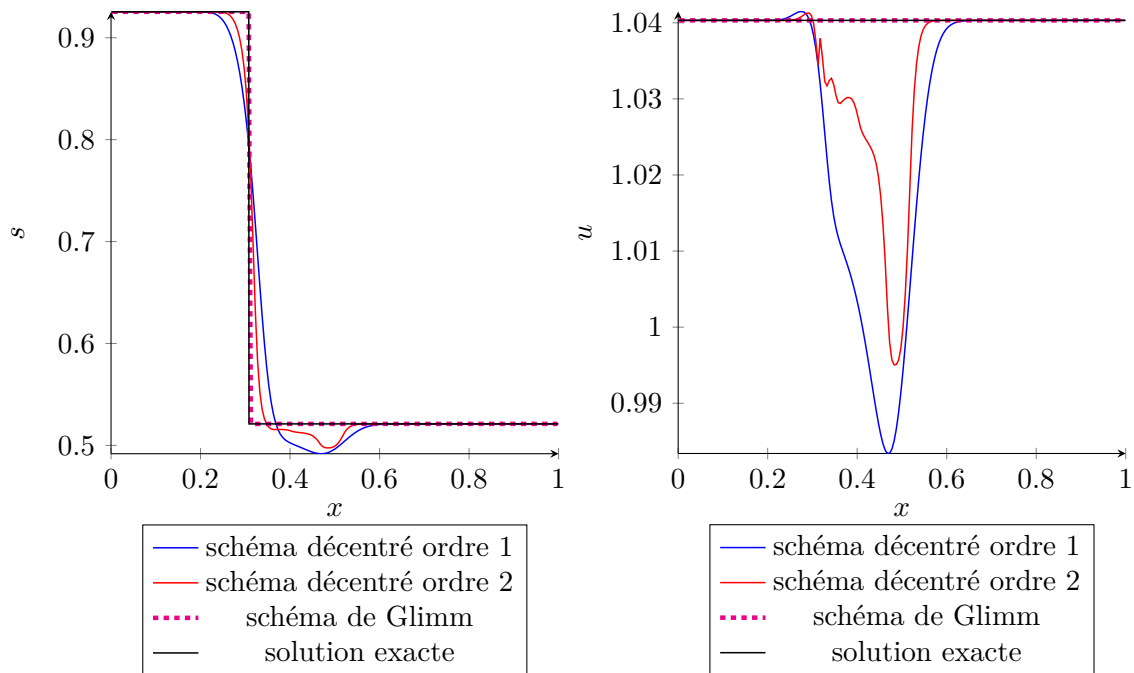 0.9
0.8
0.7
0.6
0.5
s
0 0.2 0.4 0.6 0.8 1
x
schéma décentré ordre 1
schéma décentré ordre 2
schéma de Glimm
solution exacte
1.04
1.03
1.02
1.01
1
0.99
u
0 0.2 0.4 0.6 0.8 1
x
schéma décentré ordre 1
schéma décentré ordre 2
schéma de Glimm
solution exacte